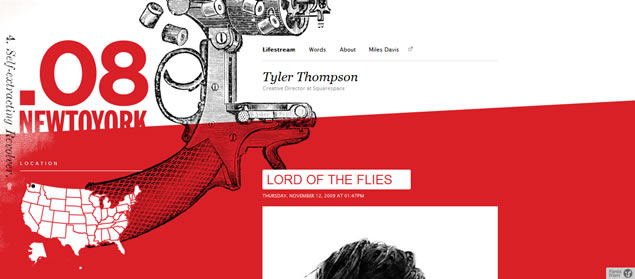 4. Self-extracting Revolver.
.08
NEWTOYORK
LOCATION
Lifestream Words About Miles Davis
Tyler Thompson
Creative Director at Squarespace
LORD OF THE FLIES
THURSDAY, NOVEMBER 12, 2009 AT 01:47PM